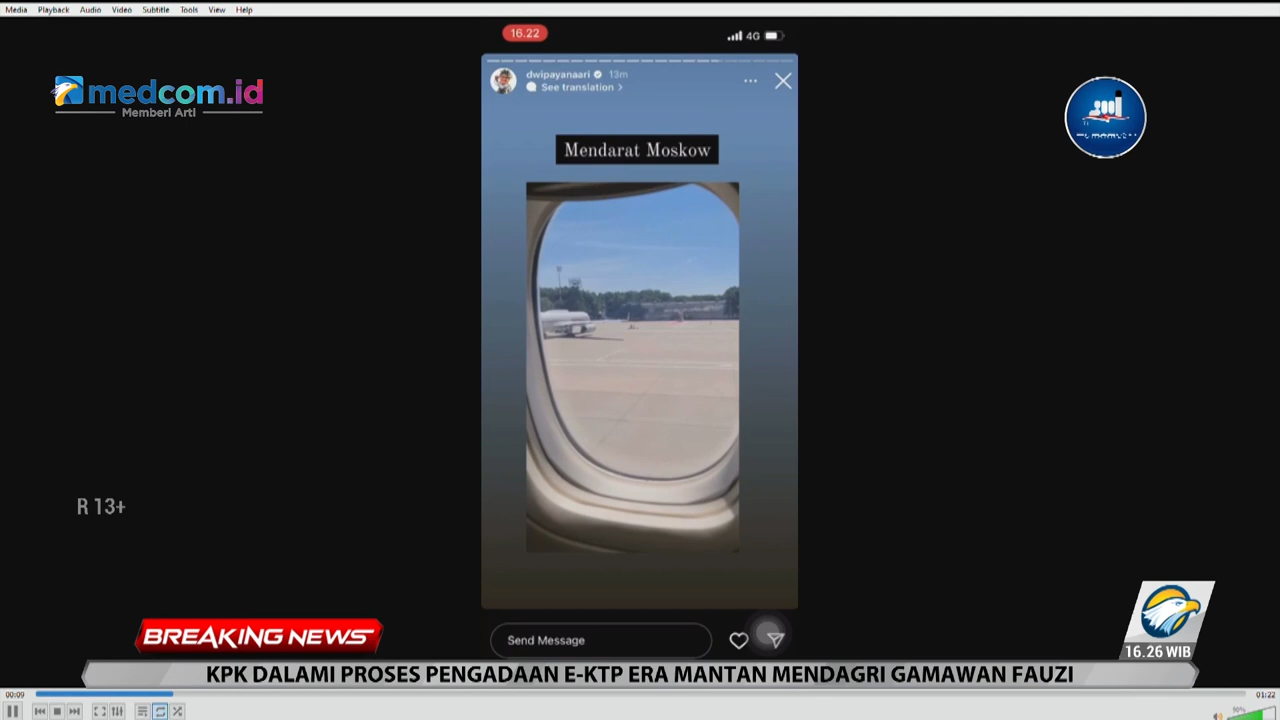 Media Playback Audio Video Subtitle Tools View Help
16.22
4G
medcom.id
Memberi Arti
dwipayanaari 13m
See translation >
Mendarat Moskow
R 13+
Send Message
BREAKING NEWS
16.26 WIB
KPK DALAMI PROSES PENGADAAN E-KTP ERA MANTAN MENDAGRI GAMAWAN FAUZI
00:09
01:22
90%